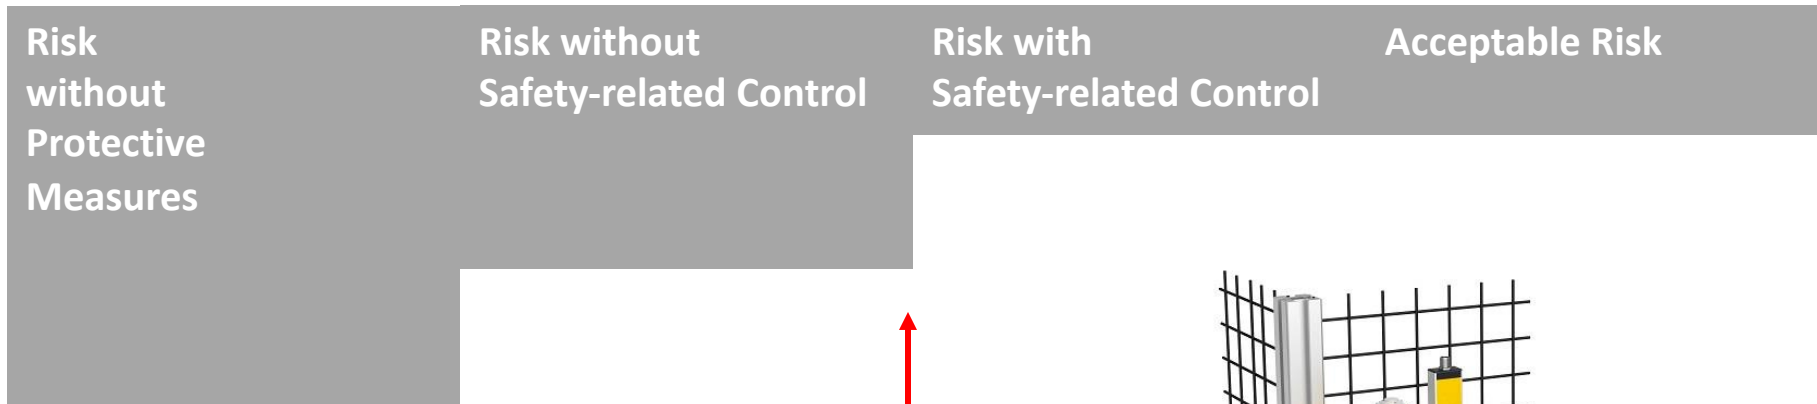 Risk
without
Protective
Measures
Risk without
Safety-related Control
Risk with
Safety-related Control
Acceptable Risk